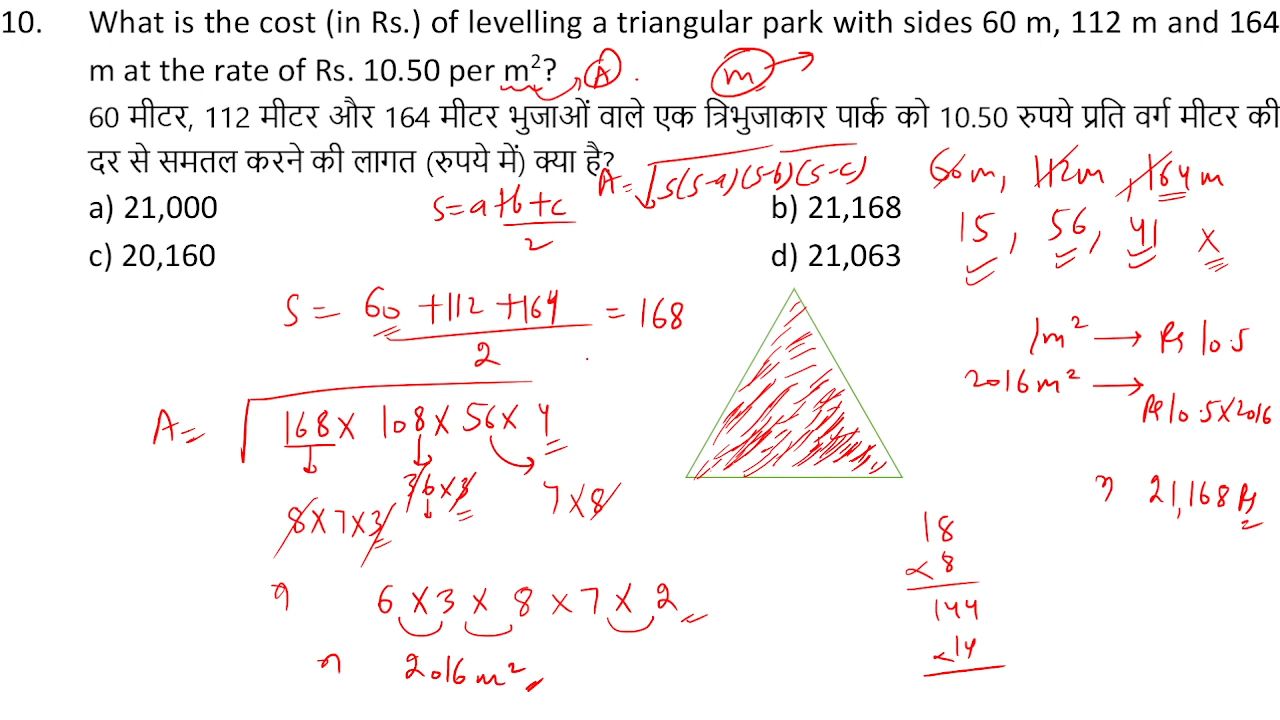 10. What is the cost (in Rs.) of levelling a triangular park with sides 60 m, 112 m and 164
m at the rate of Rs. 10.50 per m²? A m
60 मीटर, 112 मीटर और 164 मीटर भुजाओं वाले एक त्रिभुजाकार पार्क को 10.50 रुपये प्रति वर्ग मीटर की
दर से समतल करने की लागत (रुपये में) क्या है?
A = √s(s-a)(s-b)(s-c)
60m, 112m, 164m
a) 21,000
s = a+b+c/2
b) 21,168
15, 56, 41 x
c) 20,160
d) 21,063
S = 60 + 112 + 164 / 2 = 168
1m² → Rs 10.5
2016m² → Rs 10.5 x 2016
A = √168 x 108 x 56 x 4
8 x 7 x 3
36 x 3
7 x 8
21,168 Rs
6 x 3 x 8 x 7 x 2
2016 m²
18
x 8
144
x 14